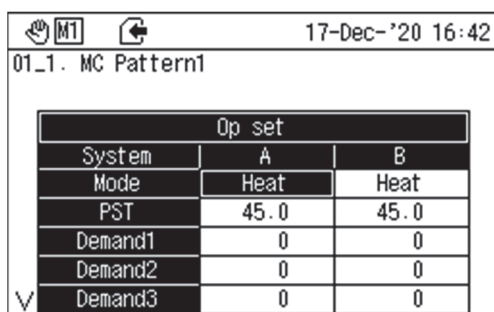 M1 17-Dec-'20 16:42
01_1. MC Pattern1
Op set
System A B
Mode Heat Heat
PST 45.0 45.0
Demand1 0 0
Demand2 0 0
Demand3 0 0